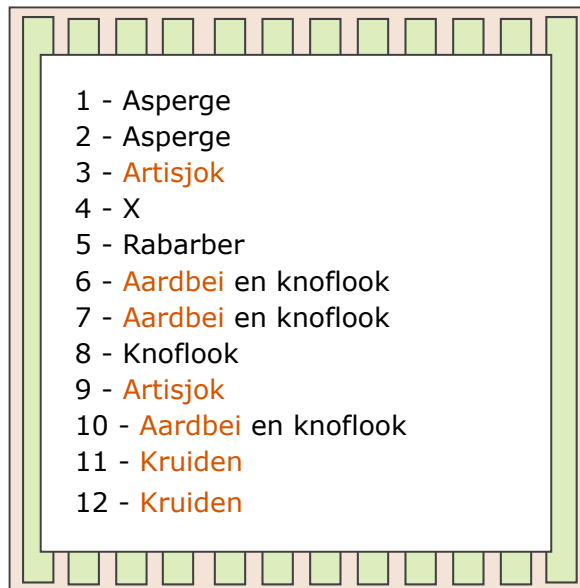 1 - Asperge
2 - Asperge
3 - Artisjok
4 - X
5 - Rabarber
6 - Aardbei en knoflook
7 - Aardbei en knoflook
8 - Knoflook
9 - Artisjok
10 - Aardbei en knoflook
11 - Kruiden
12 - Kruiden